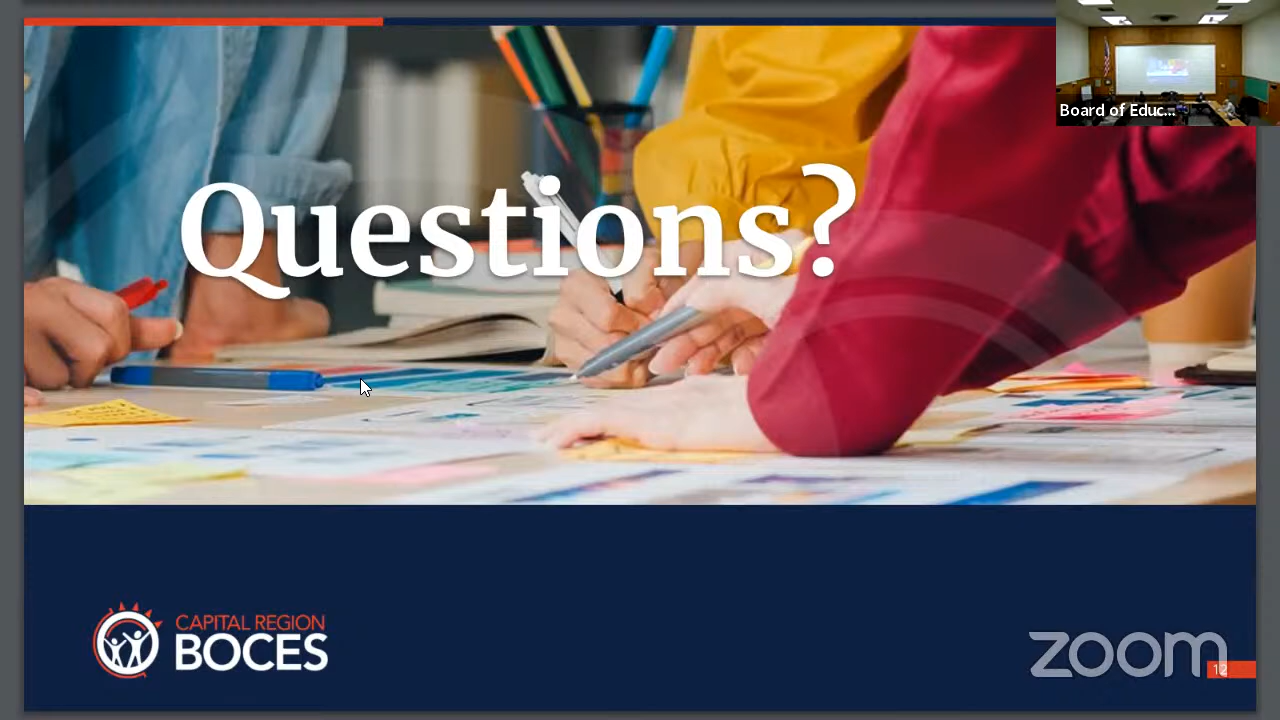 Board of Educ...
Questions?
CAPITAL REGION
BOCES
zoom
12